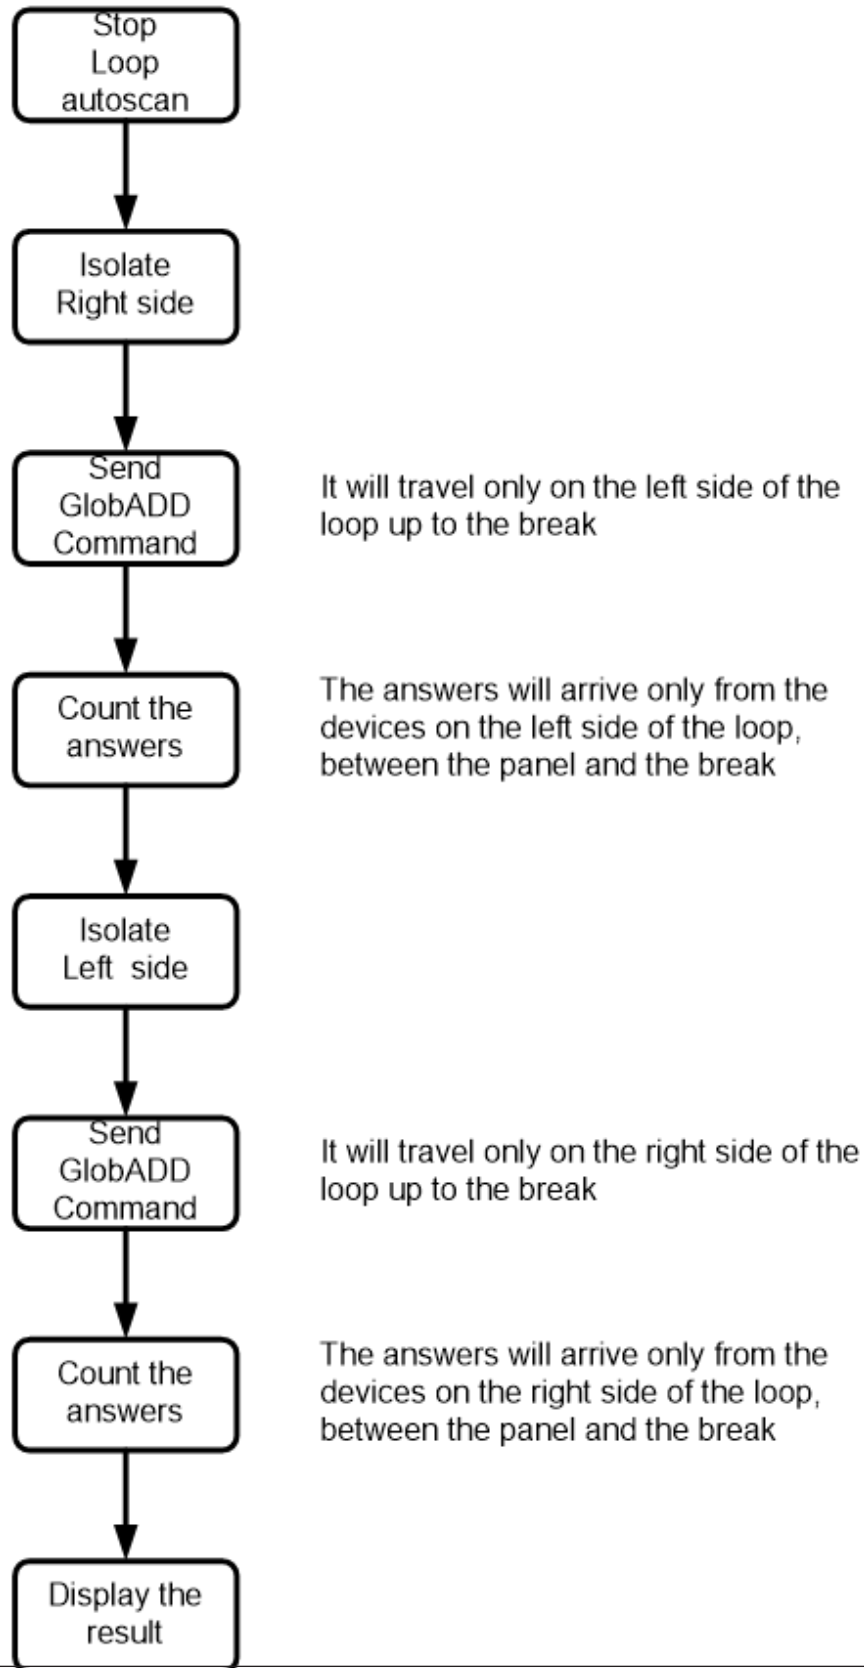 Stop
Loop
autoscan
Isolate
Right side
Send
GlobADD
Command
It will travel only on the left side of the
loop up to the break
Count the
answers
The answers will arrive only from the
devices on the left side of the loop,
between the panel and the break
Isolate
Left side
Send
GlobADD
Command
It will travel only on the right side of the
loop up to the break
Count the
answers
The answers will arrive only from the
devices on the right side of the loop,
between the panel and the break
Display the
result